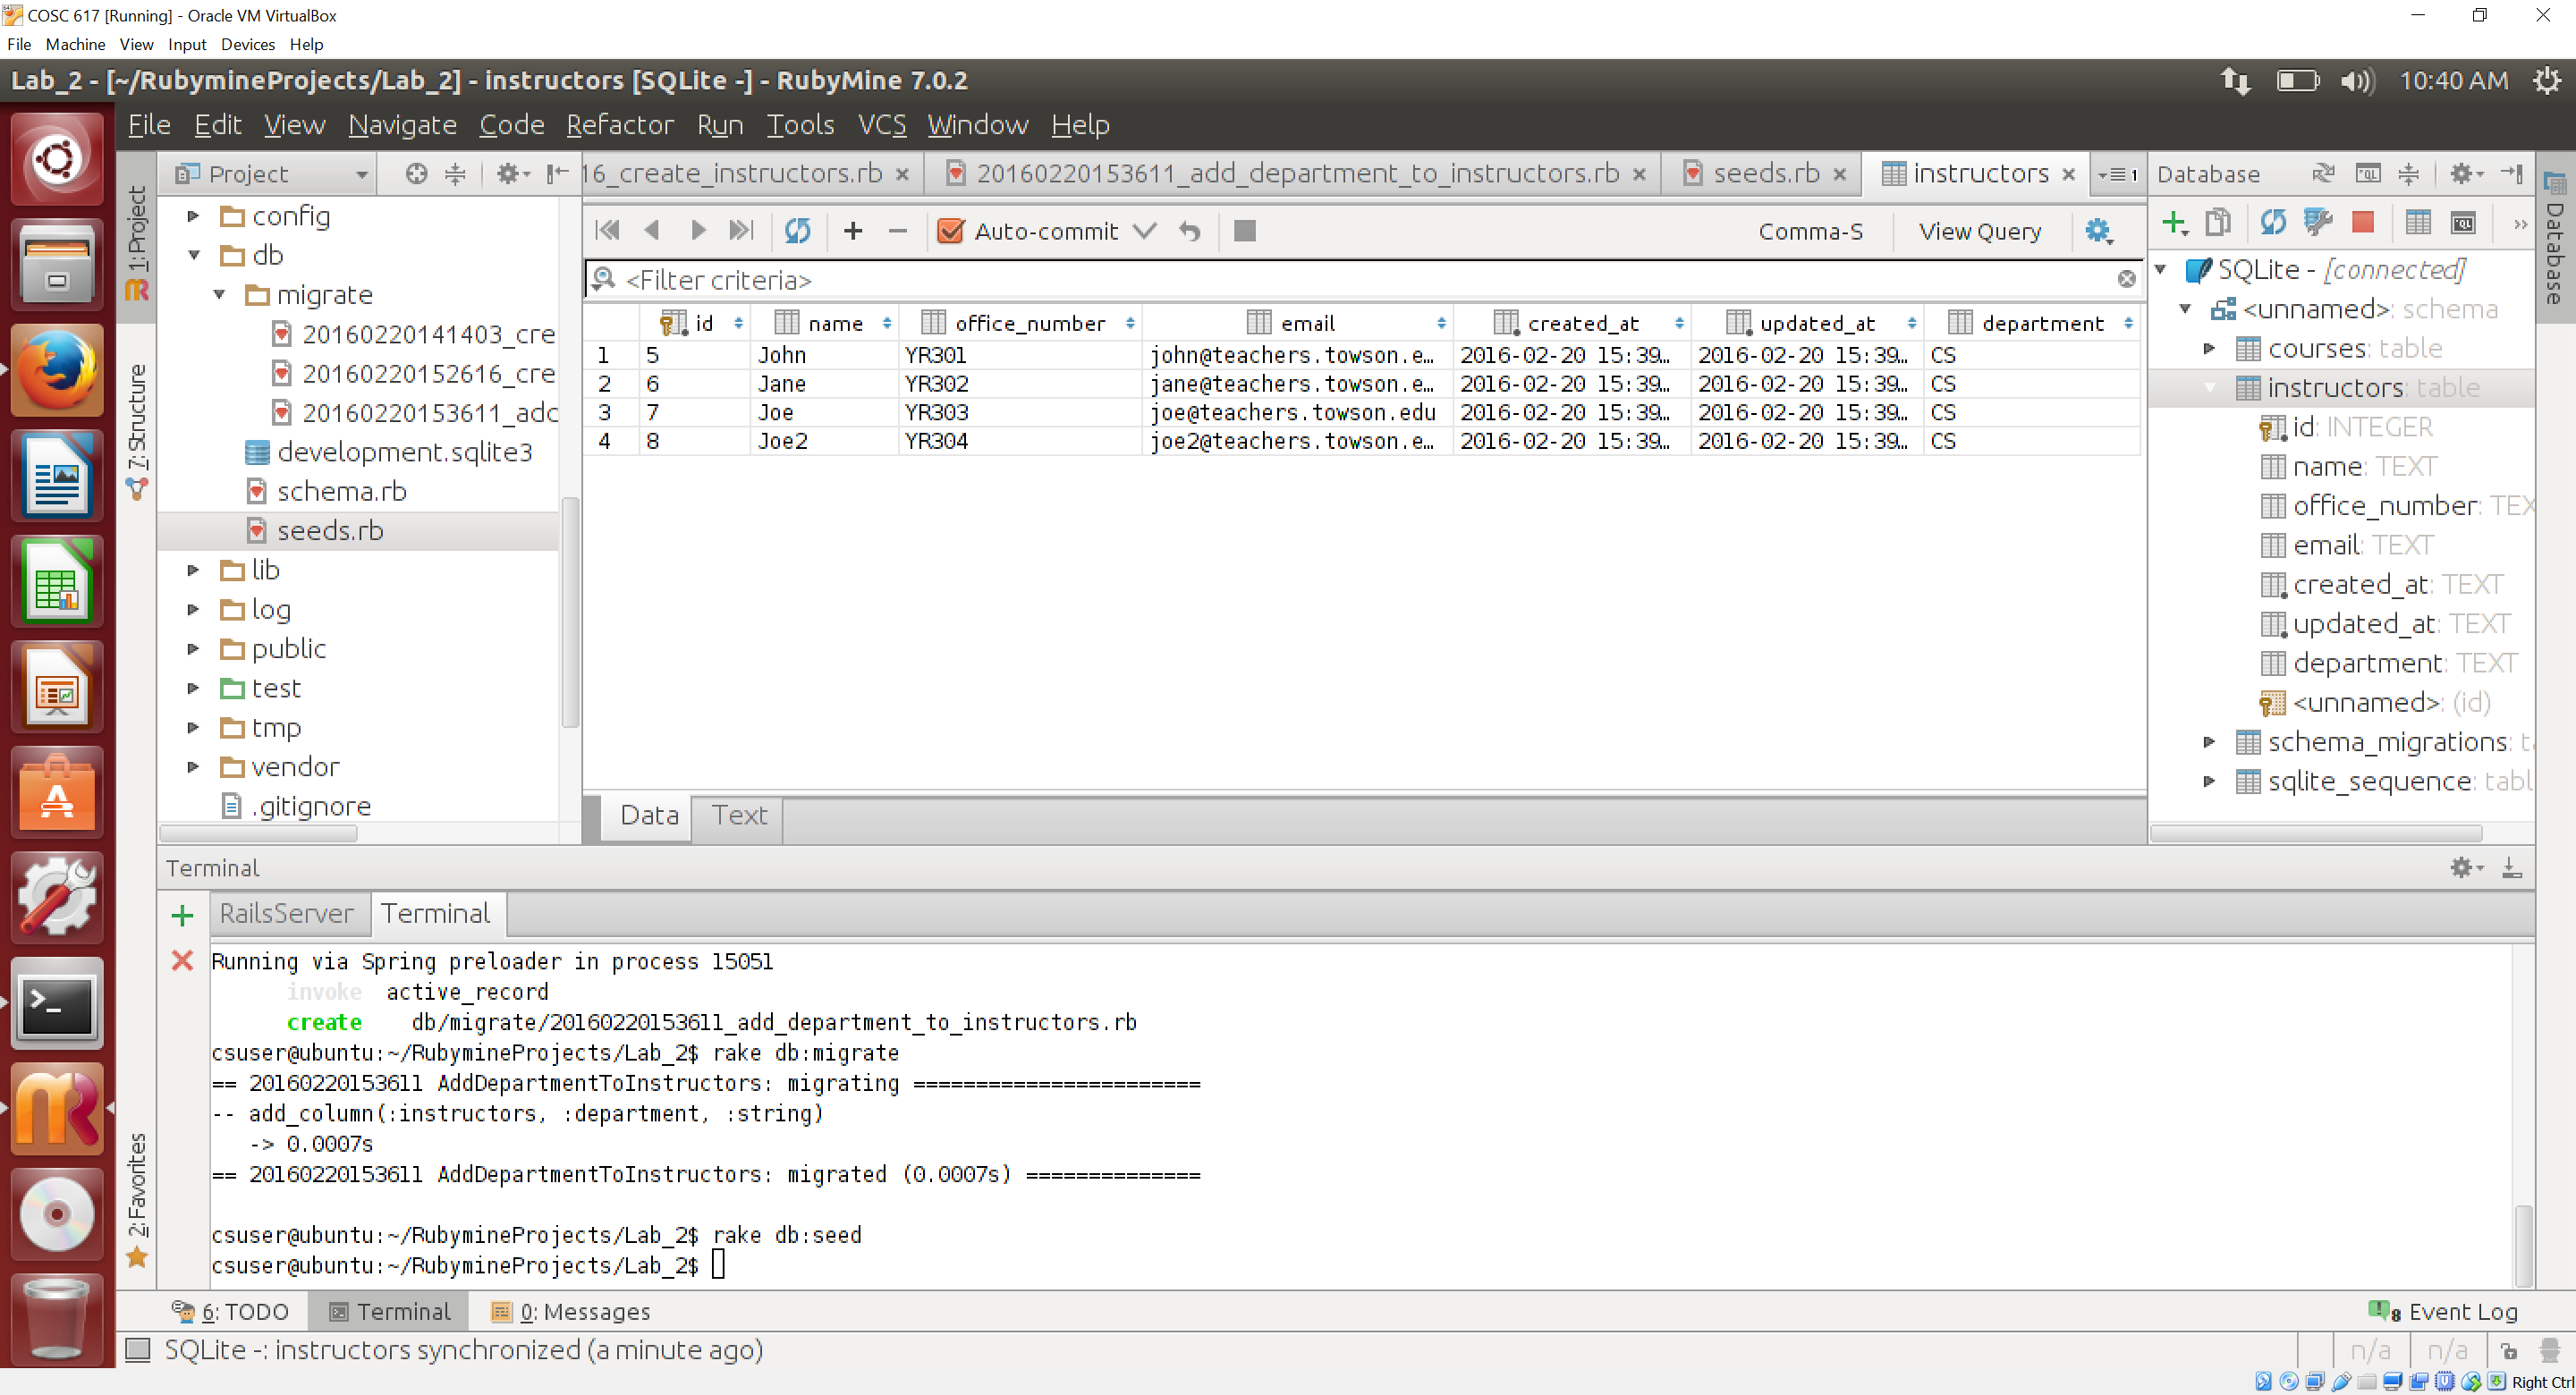 COSC 617 [Running] - Oracle VM VirtualBox
File Machine View Input Devices Help
Lab_2 - [~/RubymineProjects/Lab_2] - instructors [SQLite -] - RubyMine 7.0.2
10:40 AM
File Edit View Navigate Code Refactor Run Tools VCS Window Help
1: Project
7: Structure
2: Favorites
Project
config
db
migrate
20160220141403_cre
20160220152616_cre
20160220153611_add
development.sqlite3
schema.rb
seeds.rb
lib
log
public
test
tmp
vendor
.gitignore
16_create_instructors.rb
20160220153611_add_department_to_instructors.rb
seeds.rb
instructors
1
Auto-commit
Comma-S
View Query
<Filter criteria>
id name office_number email created_at updated_at department
1 5 John YR301 john@teachers.towson.e… 2016-02-20 15:39… 2016-02-20 15:39… CS
2 6 Jane YR302 jane@teachers.towson.e… 2016-02-20 15:39… 2016-02-20 15:39… CS
3 7 Joe YR303 joe@teachers.towson.edu 2016-02-20 15:39… 2016-02-20 15:39… CS
4 8 Joe2 YR304 joe2@teachers.towson.e… 2016-02-20 15:39… 2016-02-20 15:39… CS
Data Text
Database
Database
SQLite - [connected]
<unnamed>: schema
courses: table
instructors: table
id: INTEGER
name: TEXT
office_number: TEX
email: TEXT
created_at: TEXT
updated_at: TEXT
department: TEXT
<unnamed>: (id)
schema_migrations: ta
sqlite_sequence: tabl
Terminal
RailsServer Terminal
Running via Spring preloader in process 15051
invoke active_record
create db/migrate/20160220153611_add_department_to_instructors.rb
csuser@ubuntu:~/RubymineProjects/Lab_2$ rake db:migrate
== 20160220153611 AddDepartmentToInstructors: migrating =======================
-- add_column(:instructors, :department, :string)
-> 0.0007s
== 20160220153611 AddDepartmentToInstructors: migrated (0.0007s) ==============
csuser@ubuntu:~/RubymineProjects/Lab_2$ rake db:seed
csuser@ubuntu:~/RubymineProjects/Lab_2$
6: TODO Terminal 0: Messages
8 Event Log
SQLite -: instructors synchronized (a minute ago)
n/a n/a
Right Ctrl